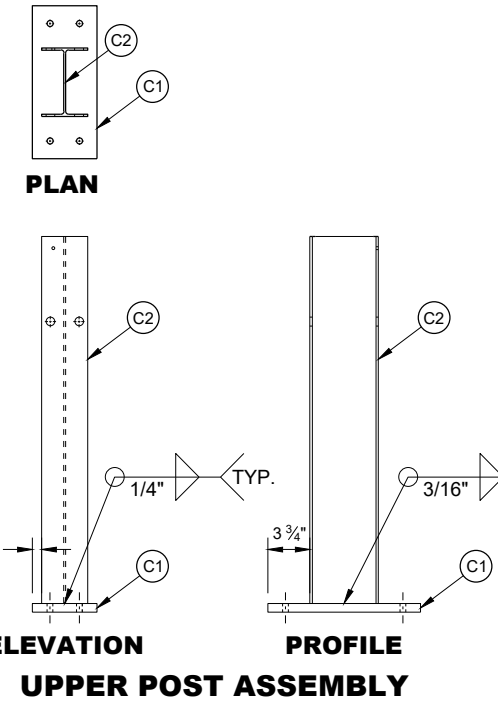 C2
C1
PLAN
C2
C2
1/4"
TYP.
3/16"
3 3/4"
C1
C1
ELEVATION
PROFILE
UPPER POST ASSEMBLY